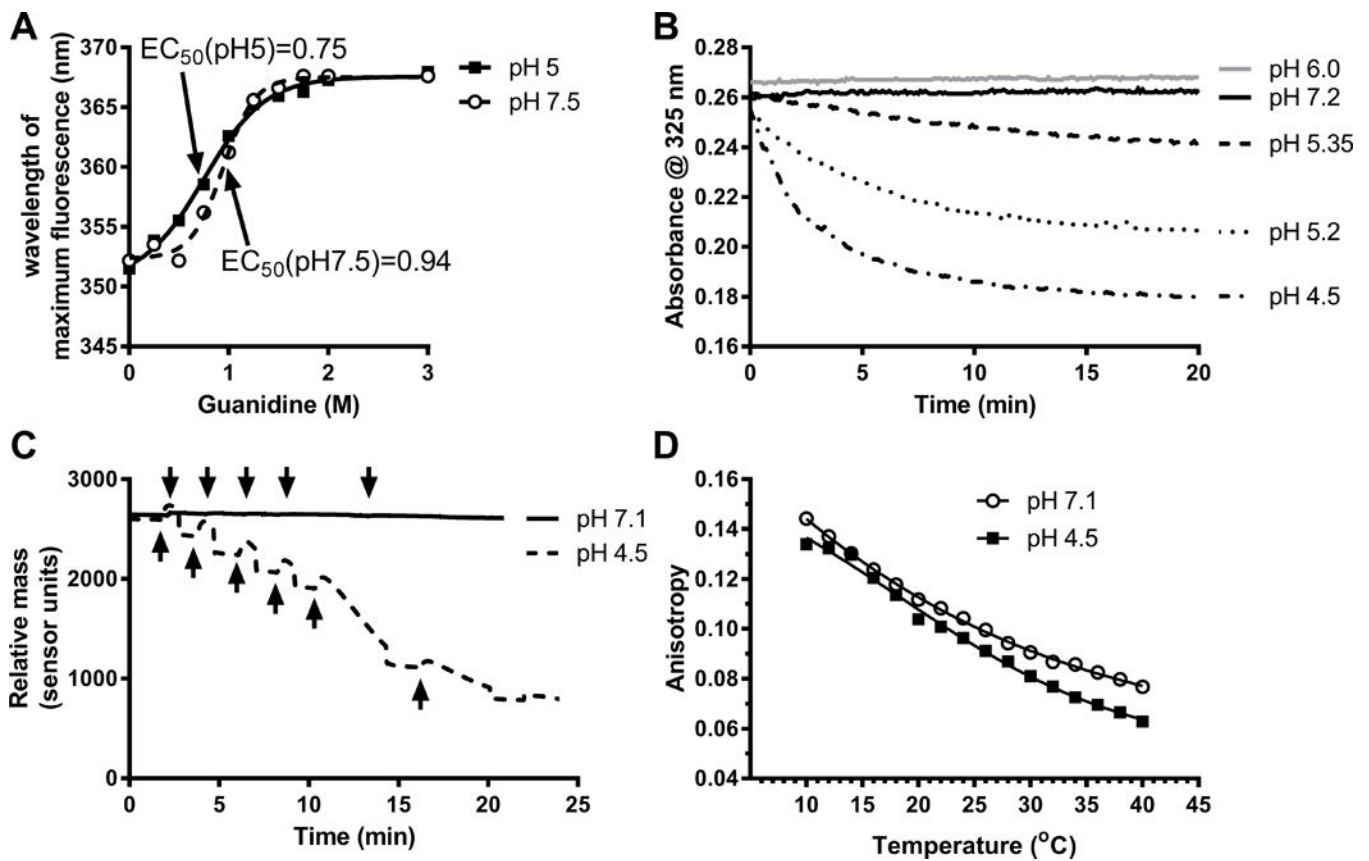 A
EC50(pH5)=0.75
EC50(pH7.5)=0.94
pH 5
pH 7.5
370
365
360
355
350
345
0
1
2
3
wavelength of
maximum fluorescence (nm)
Guanidine (M)
B
0.28
0.26
0.24
0.22
0.20
0.18
0.16
0
5
10
15
20
Absorbance @ 325 nm
Time (min)
pH 6.0
pH 7.2
pH 5.35
pH 5.2
pH 4.5
C
3000
2000
1000
0
0
5
10
15
20
25
Relative mass
(sensor units)
Time (min)
pH 7.1
pH 4.5
D
0.16
0.14
0.12
0.10
0.08
0.06
0.04
10
15
20
25
30
35
40
45
Anisotropy
Temperature (oC)
pH 7.1
pH 4.5